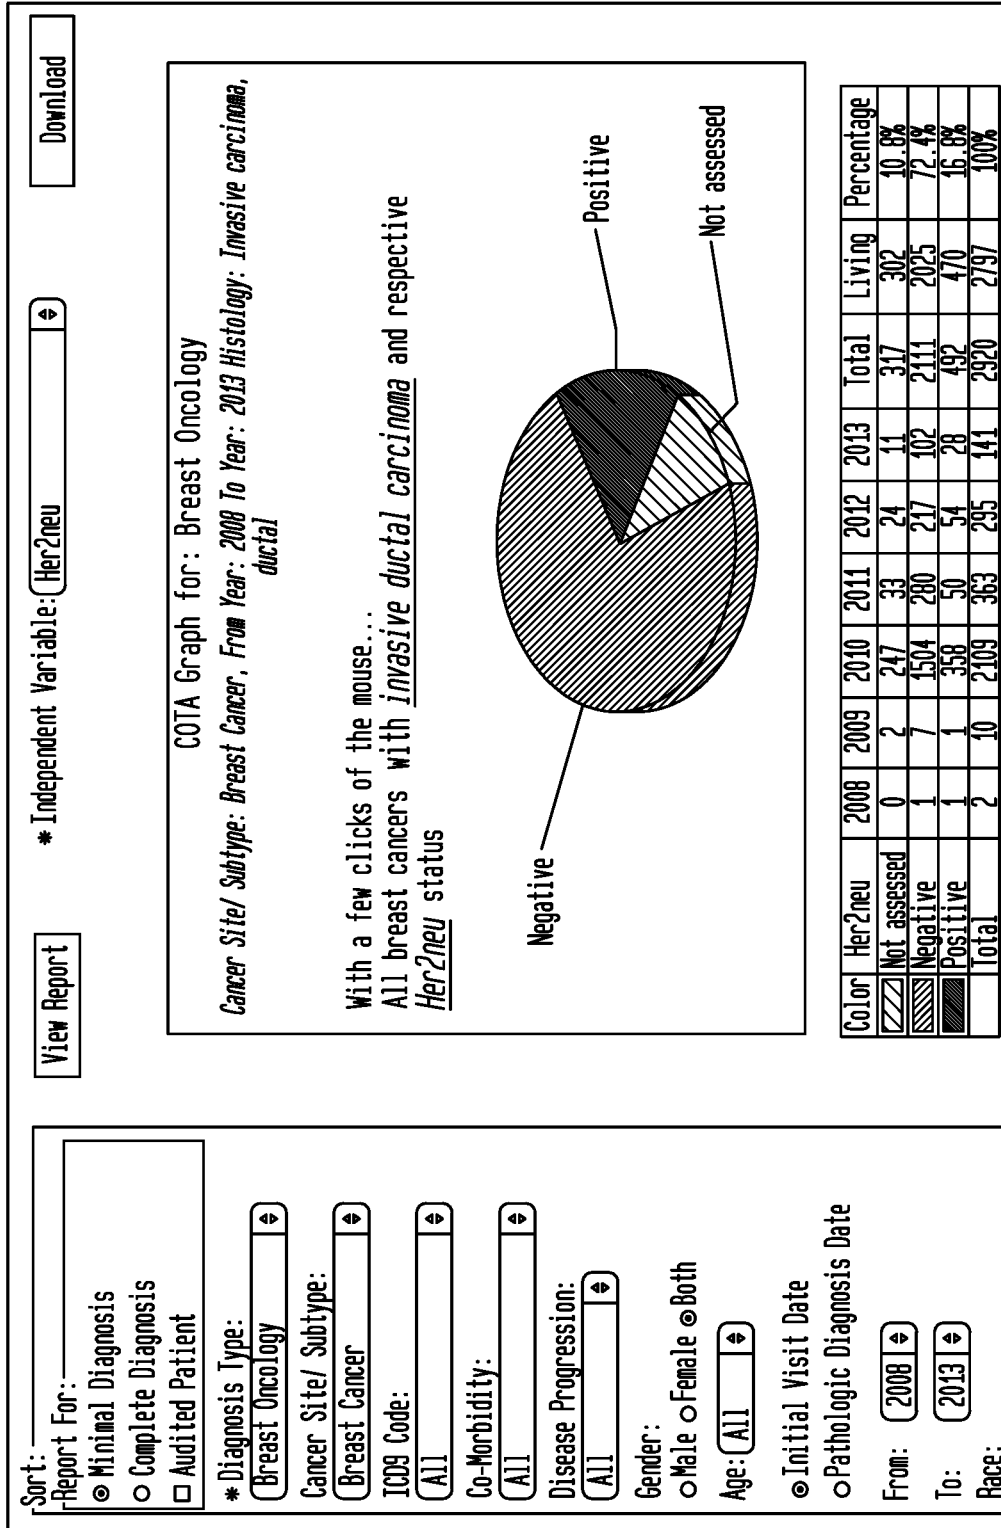 Sort:
Report For:
Minimal Diagnosis
Complete Diagnosis
Audited Patient
* Diagnosis Type:
Breast Oncology
Cancer Site/ Subtype:
Breast Cancer
ICD9 Code:
All
Co-Morbidity:
All
Disease Progression:
All
Gender:
Male Female Both
Age: All
Initial Visit Date
Pathologic Diagnosis Date
From: 2008
To: 2013
Race:
View Report
* Independent Variable: Her2neu
Download
COTA Graph for: Breast Oncology
Cancer Site/ Subtype: Breast Cancer, From Year: 2008 To Year: 2013 Histology: Invasive carcinoma,
ductal
With a few clicks of the mouse...
All breast cancers with invasive ductal carcinoma and respective
Her2neu status
Negative
Positive
Not assessed
Color Her2neu 2008 2009 2010 2011 2012 2013 Total Living Percentage
Not assessed 0 2 247 33 24 11 317 302 10.8%
Negative 1 7 1504 280 217 102 2111 2025 72.4%
Positive 1 1 358 50 54 28 492 470 16.8%
Total 2 10 2109 363 295 141 2920 2797 100%